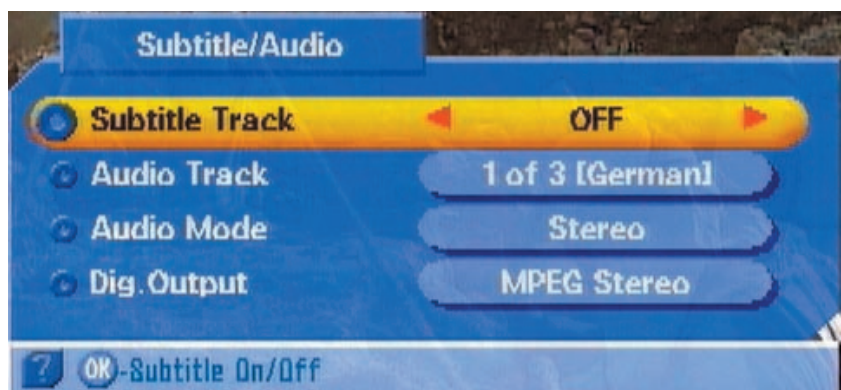 Subtitle/Audio
Subtitle Track OFF
Audio Track 1 of 3 [German]
Audio Mode Stereo
Dig.Output MPEG Stereo
? OK-Subtitle On/Off